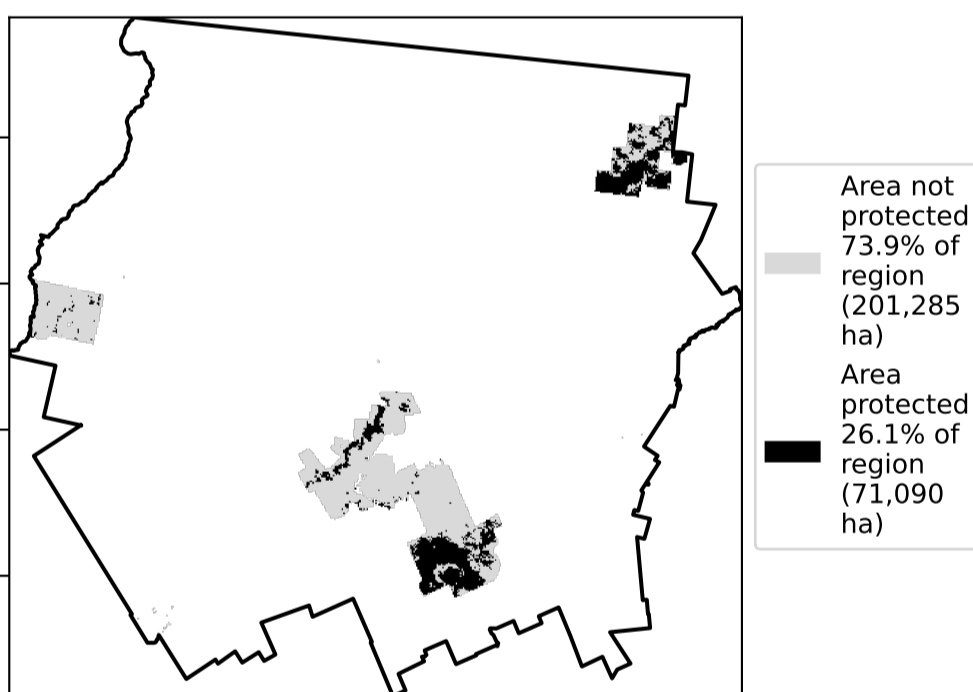 Area not
protected
73.9% of
region
(201,285
ha)
Area
protected
26.1% of
region
(71,090
ha)